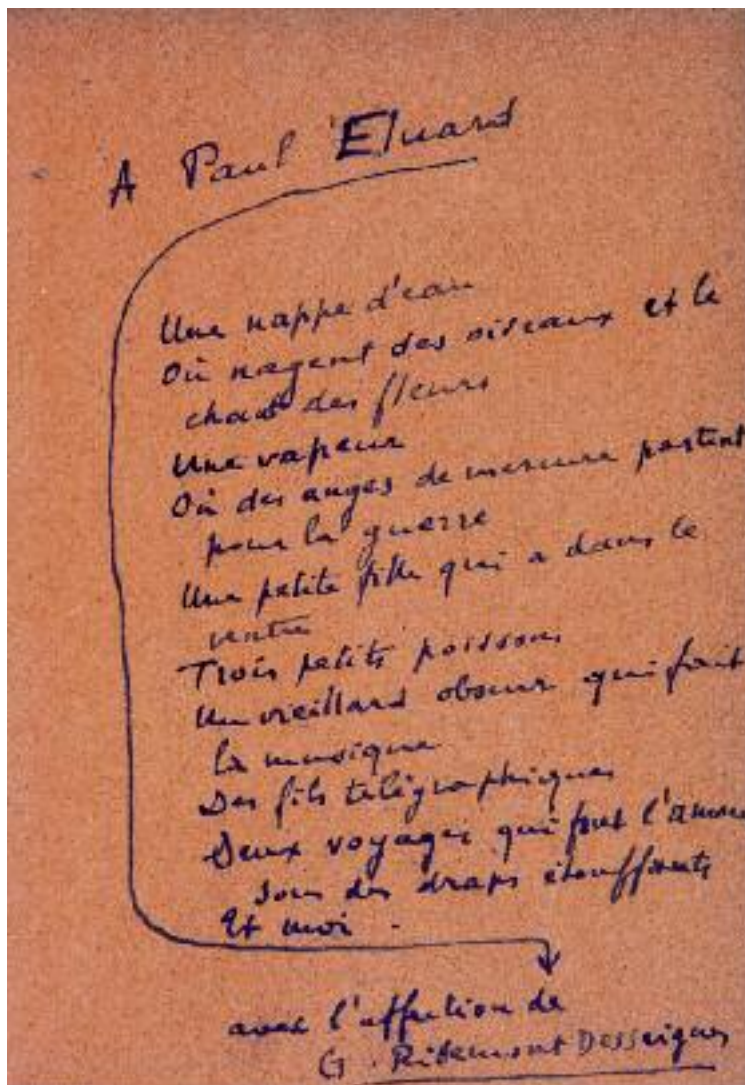 A Paul Eluard
Une nappe d'eau
Où nagent des oiseaux et le
chant des fleurs
Une vapeur
Où des anges de mercure partent
pour la guerre
Une petite fille qui a dans le
ventre
Trois petits poissons
Un vieillard obscur qui fait
la musique
Des fils télégraphiques
Deux voyages qui font l'amour
sous des draps étouffants
Et moi.
avec l'affection de
G. Ribemont Dessaignes